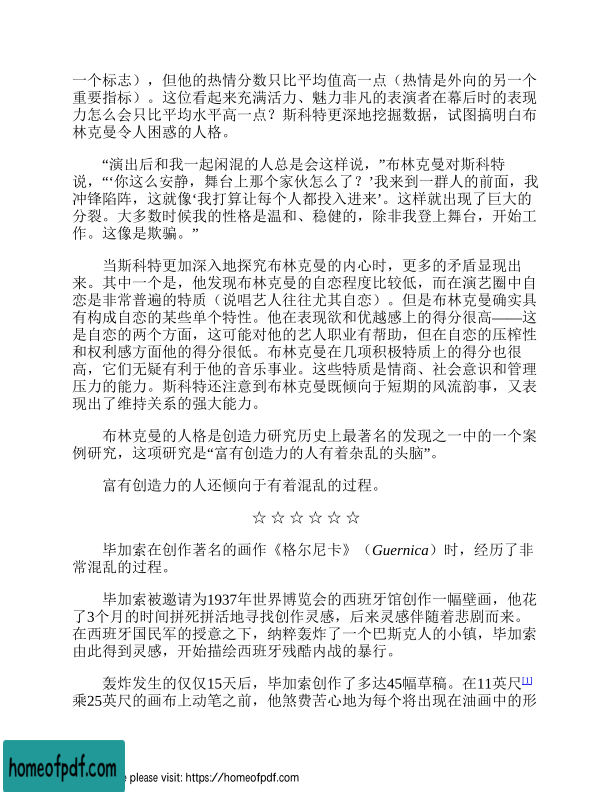 一个标志），但他的热情分数只比平均值高一点（热情是外向的另一个
重要指标）。这位看起来充满活力、魅力非凡的表演者在幕后时的表现
力怎么会只比平均水平高一点？斯科特更深地挖掘数据，试图搞明白布
林克曼令人困惑的人格。
“演出后和我一起闲混的人总是会这样说，”布林克曼对斯科特
说，“‘你这么安静，舞台上那个家伙怎么了？’我来到一群人的前面，我
冲锋陷阵，这就像‘我打算让每个人都投入进来’。这样就出现了巨大的
分裂。大多数时候我的性格是温和、稳健的，除非我登上舞台，开始工
作。这像是欺骗。”
当斯科特更加深入地探究布林克曼的内心时，更多的矛盾显现出
来。其中一个是，他发现布林克曼的自恋程度比较低，而在演艺圈中自
恋是非常普遍的特质（说唱艺人往往尤其自恋）。但是布林克曼确实具
有构成自恋的某些单个特性。他在表现欲和优越感上的得分很高——这
是自恋的两个方面，这可能对他的艺人职业有帮助，但在自恋的压榨性
和权利感方面他的得分很低。布林克曼在几项积极特质上的得分也很
高，它们无疑有利于他的音乐事业。这些特质是情商、社会意识和管理
压力的能力。斯科特还注意到布林克曼既倾向于短期的风流韵事，又表
现出了维持关系的强大能力。
布林克曼的人格是创造力研究历史上最著名的发现之一中的一个案
例研究，这项研究是“富有创造力的人有着杂乱的头脑”。
富有创造力的人还倾向于有着混乱的过程。
☆ ☆ ☆ ☆ ☆ ☆
毕加索在创作著名的画作《格尔尼卡》（Guernica）时，经历了非
常混乱的过程。
毕加索被邀请为1937年世界博览会的西班牙馆创作一幅壁画，他花
了3个月的时间拼死拼活地寻找创作灵感，后来灵感伴随着悲剧而来。
在西班牙国民军的授意之下，纳粹轰炸了一个巴斯克人的小镇，毕加索
由此得到灵感，开始描绘西班牙残酷内战的暴行。
轰炸发生的仅仅15天后，毕加索创作了多达45幅草稿。在11英尺[1]
乘25英尺的画布上动笔之前，他煞费苦心地为每个将出现在油画中的形
homeofpdf.com
e please visit: https://homeofpdf.com